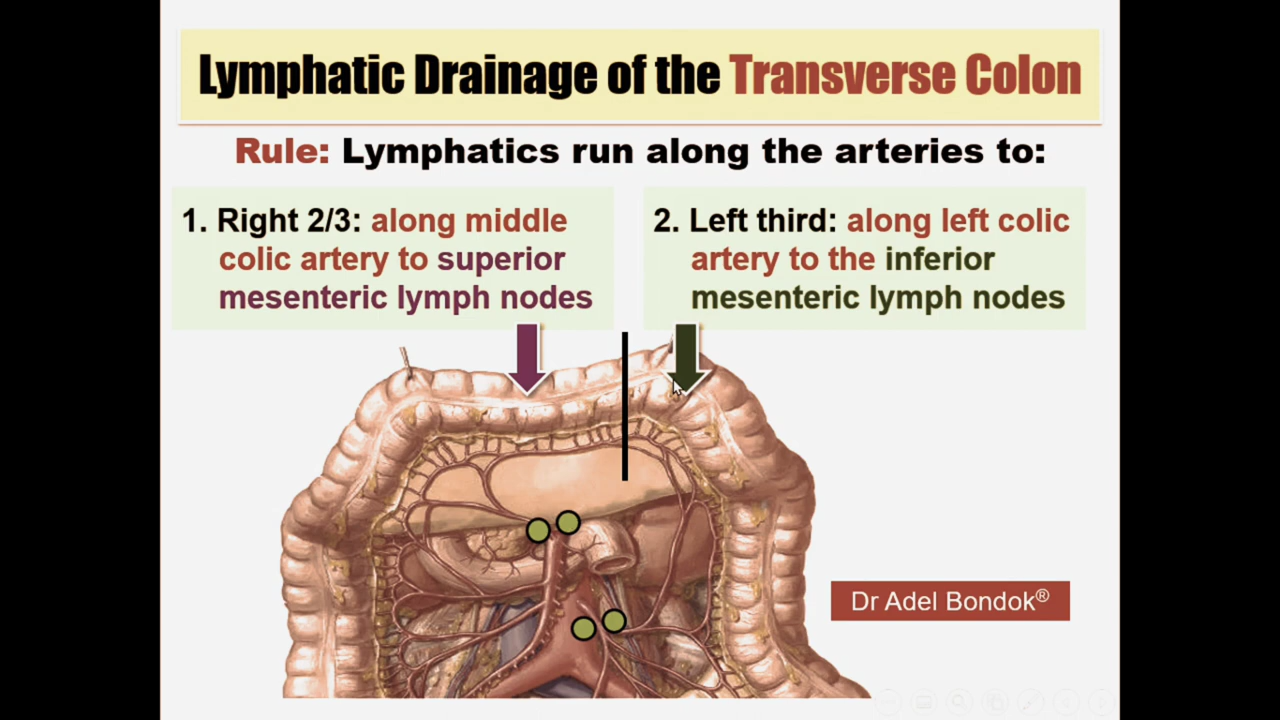 Lymphatic Drainage of the Transverse Colon
Rule: Lymphatics run along the arteries to:
1. Right 2/3: along middle
colic artery to superior
mesenteric lymph nodes
2. Left third: along left colic
artery to the inferior
mesenteric lymph nodes
Dr Adel Bondok®